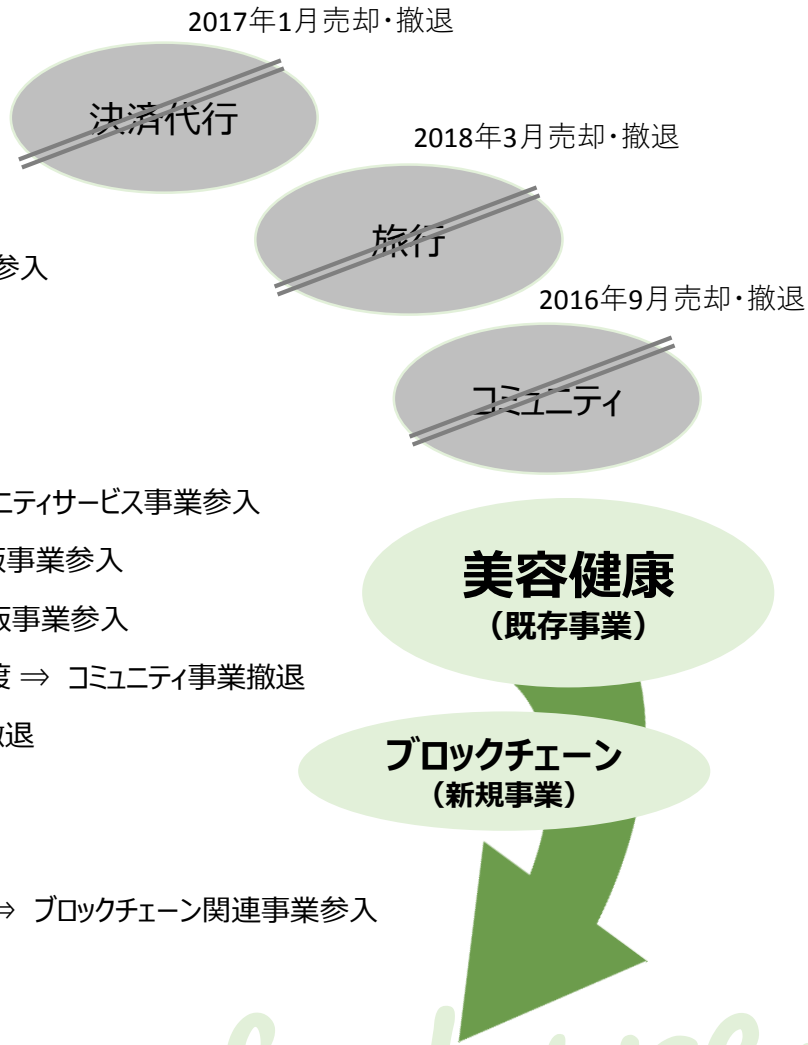 2017年1月売却・撤退
決済代行
2018年3月売却・撤退
旅行
参入
2016年9月売却・撤退
コミュニティ
ニティサービス事業参入
美容健康
（既存事業）
事業参入
販事業参入
⇒ コミュニティ事業撤退
退
ブロックチェーン
（新規事業）
⇒ ブロックチェーン関連事業参入